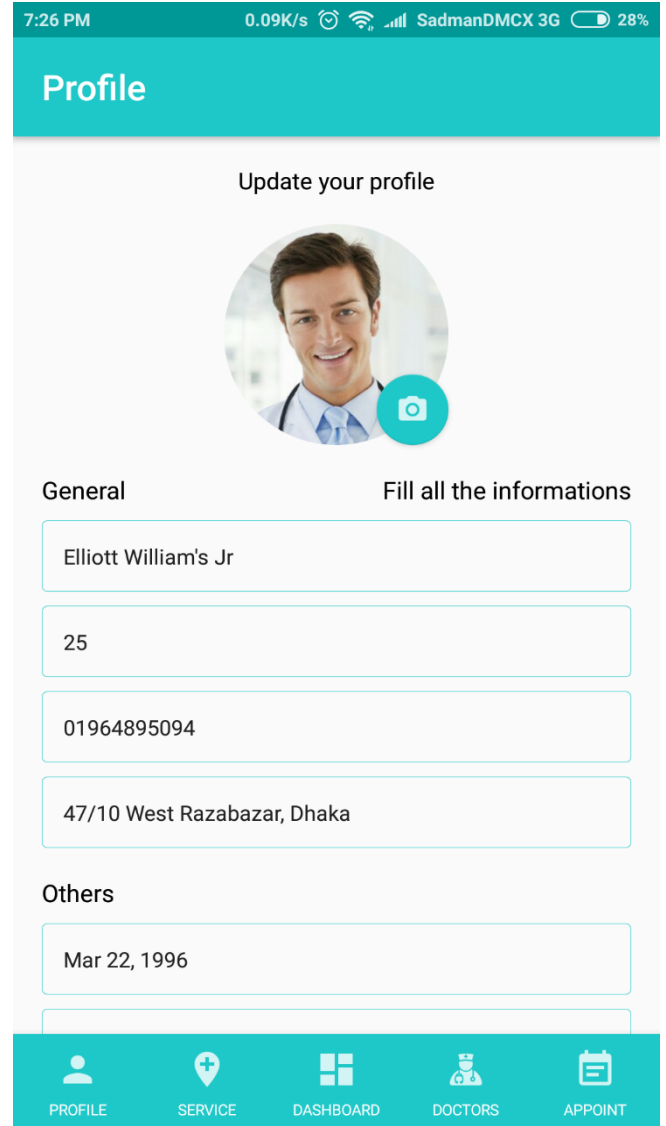 7:26 PM 0.09K/s SadmanDMCX 3G 28%
Profile
Update your profile
General Fill all the informations
Elliott William's Jr
25
01964895094
47/10 West Razabazar, Dhaka
Others
Mar 22, 1996
PROFILE SERVICE DASHBOARD DOCTORS APPOINT